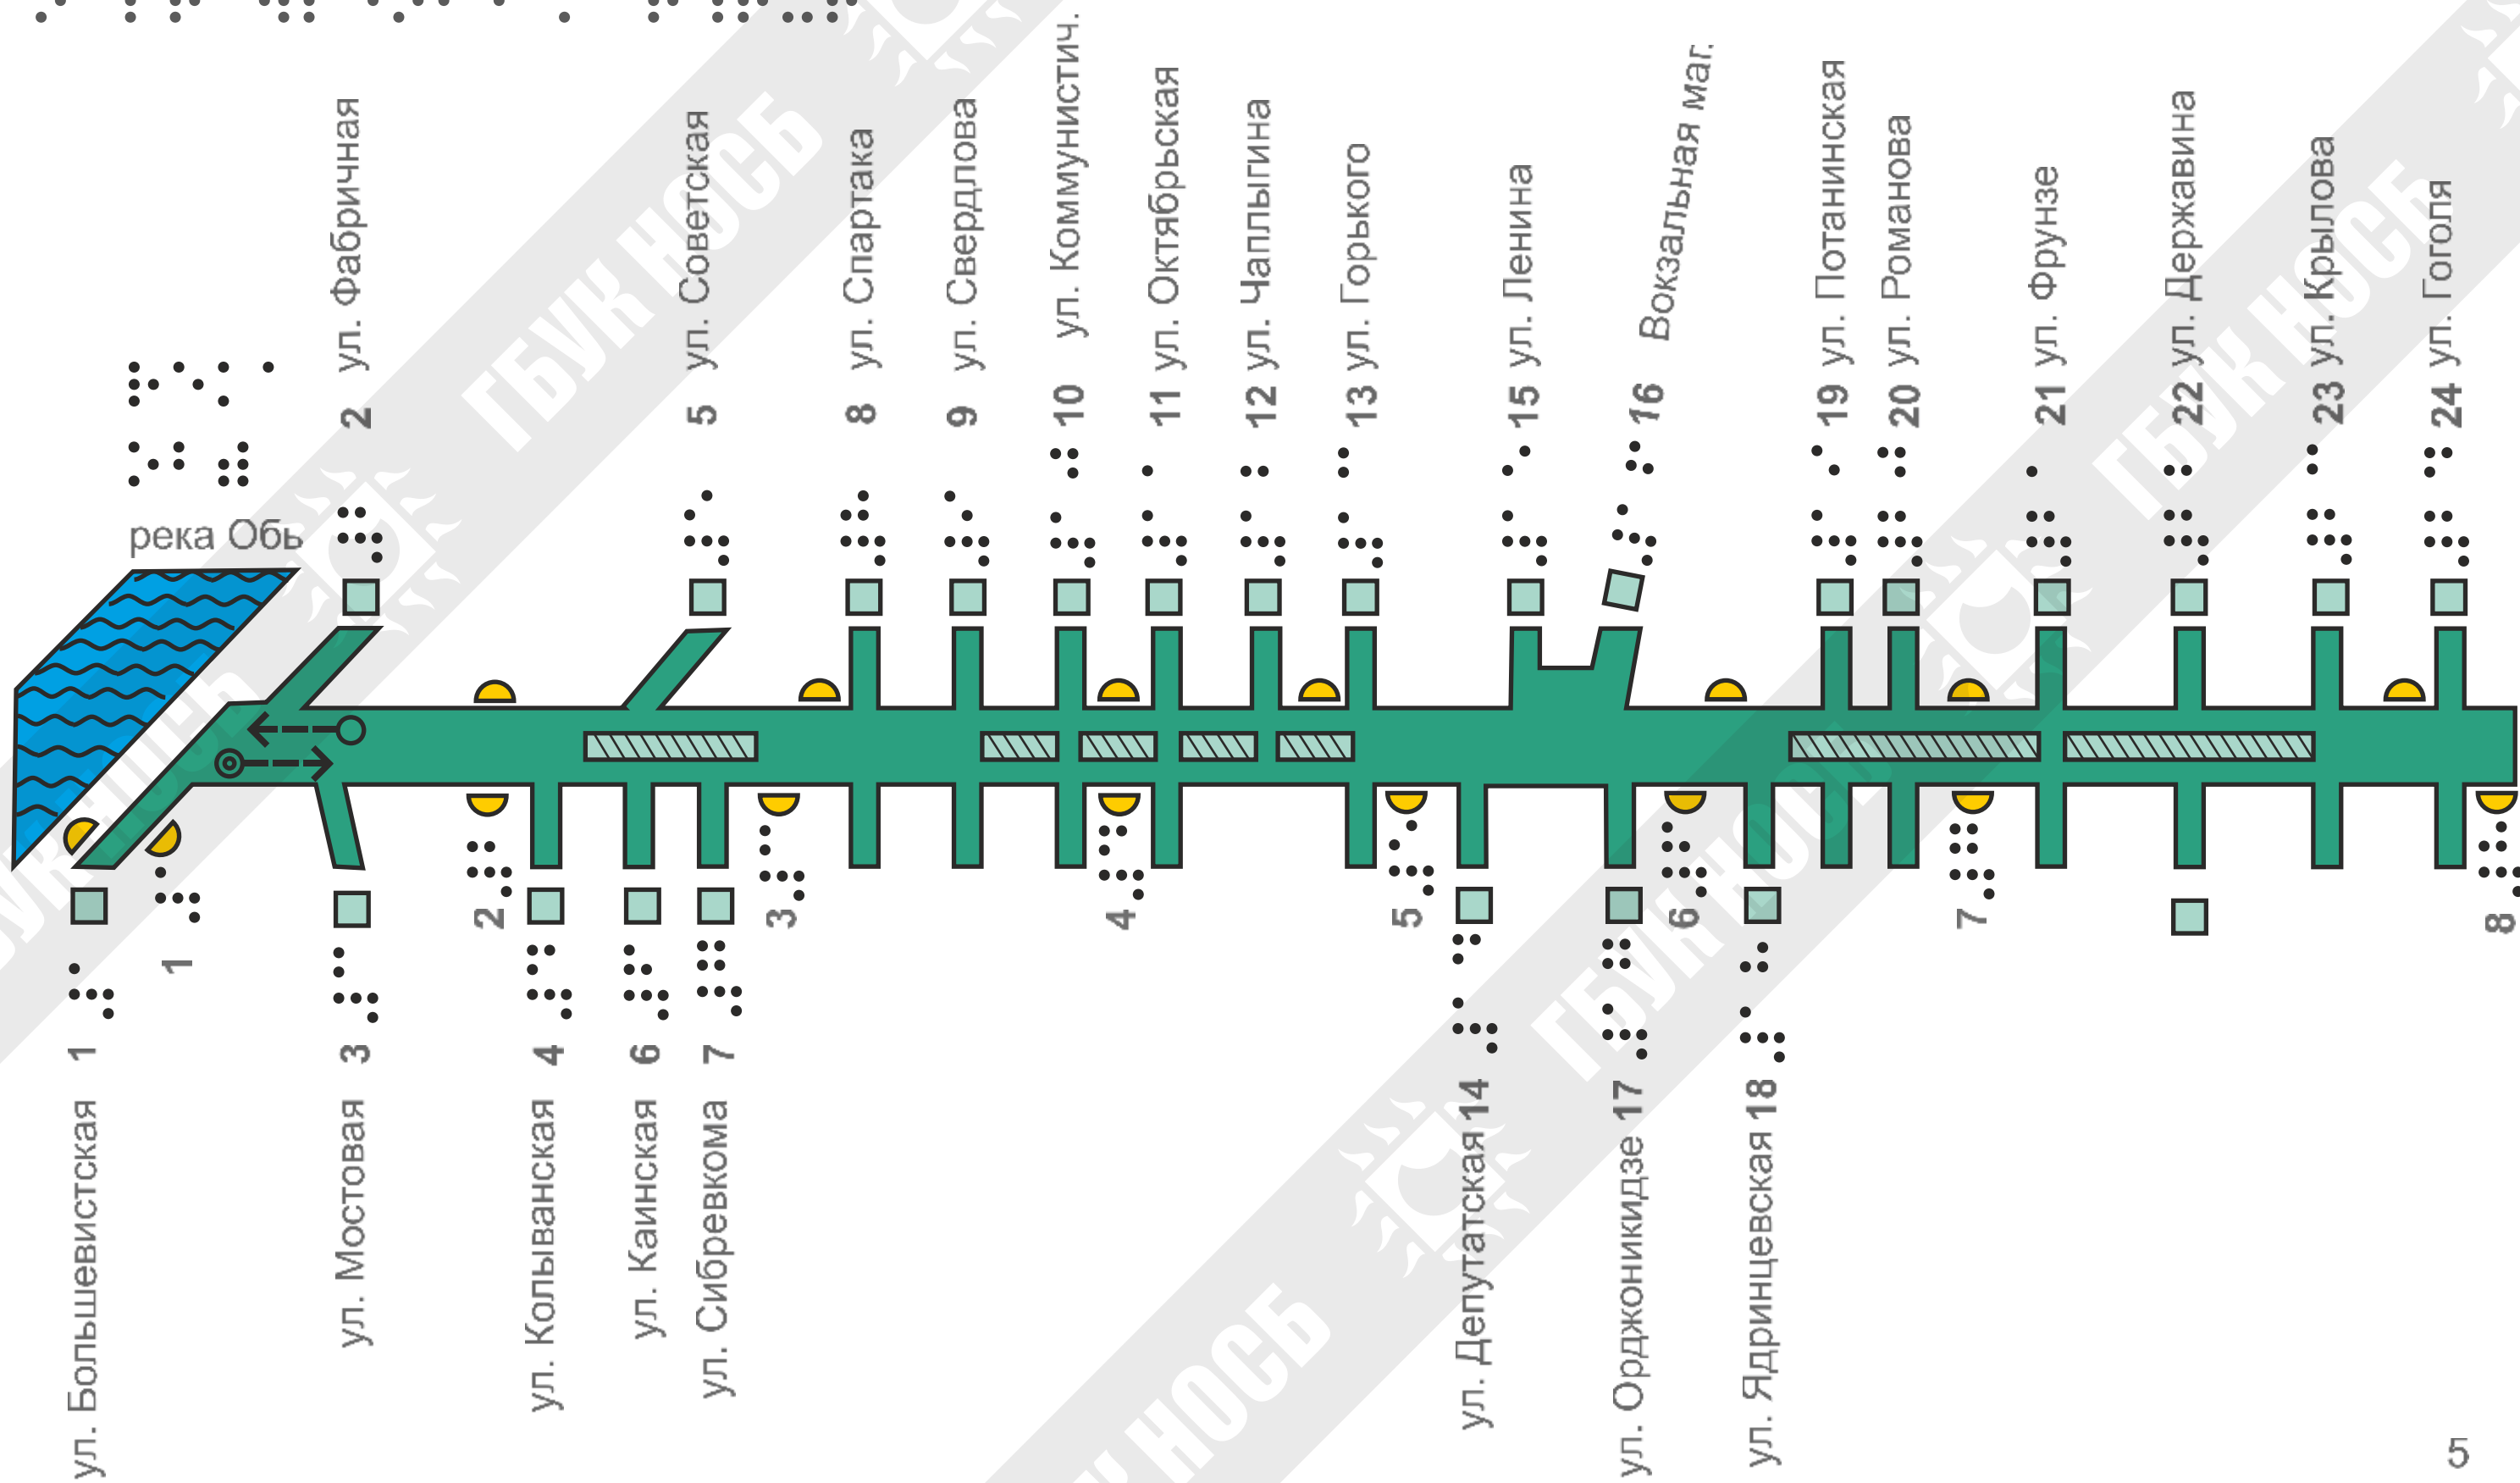 река Обь
2 ул. Фабричная
5 ул. Советская
8 ул. Спартака
9 ул. Свердлова
10 ул. Коммунистич.
11 ул. Октябрьская
12 ул. Чаплыгина
13 ул. Горького
15 ул. Ленина
16 Вокзальная маг.
19 ул. Потанинская
20 ул. Романова
21 ул. Фрунзе
22 ул. Державина
23 ул. Крылова
24 ул. Гоголя
1
2
3
4
5
6
7
8
ул. Большевистская 1
ул. Мостовая 3
ул. Колыванская 4
ул. Каинская 6
ул. Сибревкома 7
ул. Депутатская 14
ул. Орджоникидзе 17
ул. Ядринцевская 18
5
ГБУК НОСБ
ГБУК НОСБ
ГБУК НОСБ
ГБУК НОСБ